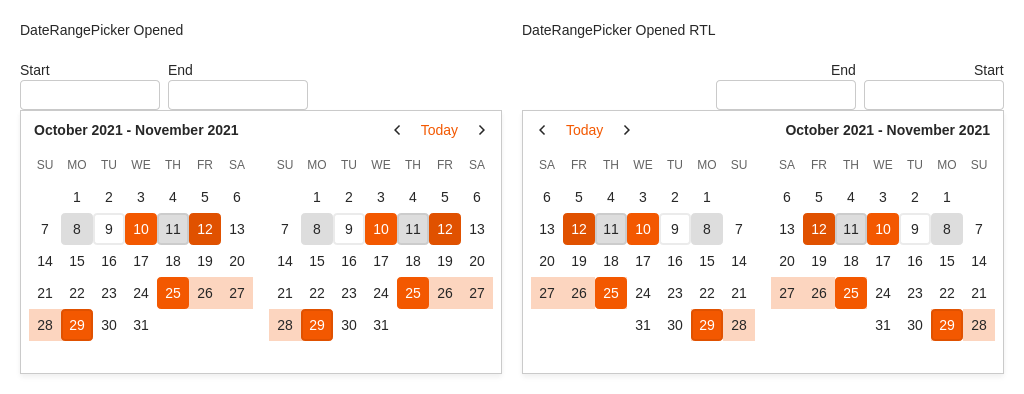 DateRangePicker Opened
Start End
October 2021 - November 2021 Today
SU MO TU WE TH FR SA SU MO TU WE TH FR SA
1 2 3 4 5 6 1 2 3 4 5 6
7 8 9 10 11 12 13 7 8 9 10 11 12 13
14 15 16 17 18 19 20 14 15 16 17 18 19 20
21 22 23 24 25 26 27 21 22 23 24 25 26 27
28 29 30 31 28 29 30 31
DateRangePicker Opened RTL
End Start
Today October 2021 - November 2021
SA FR TH WE TU MO SU SA FR TH WE TU MO SU
6 5 4 3 2 1 6 5 4 3 2 1
13 12 11 10 9 8 7 13 12 11 10 9 8 7
20 19 18 17 16 15 14 20 19 18 17 16 15 14
27 26 25 24 23 22 21 27 26 25 24 23 22 21
31 30 29 28 31 30 29 28